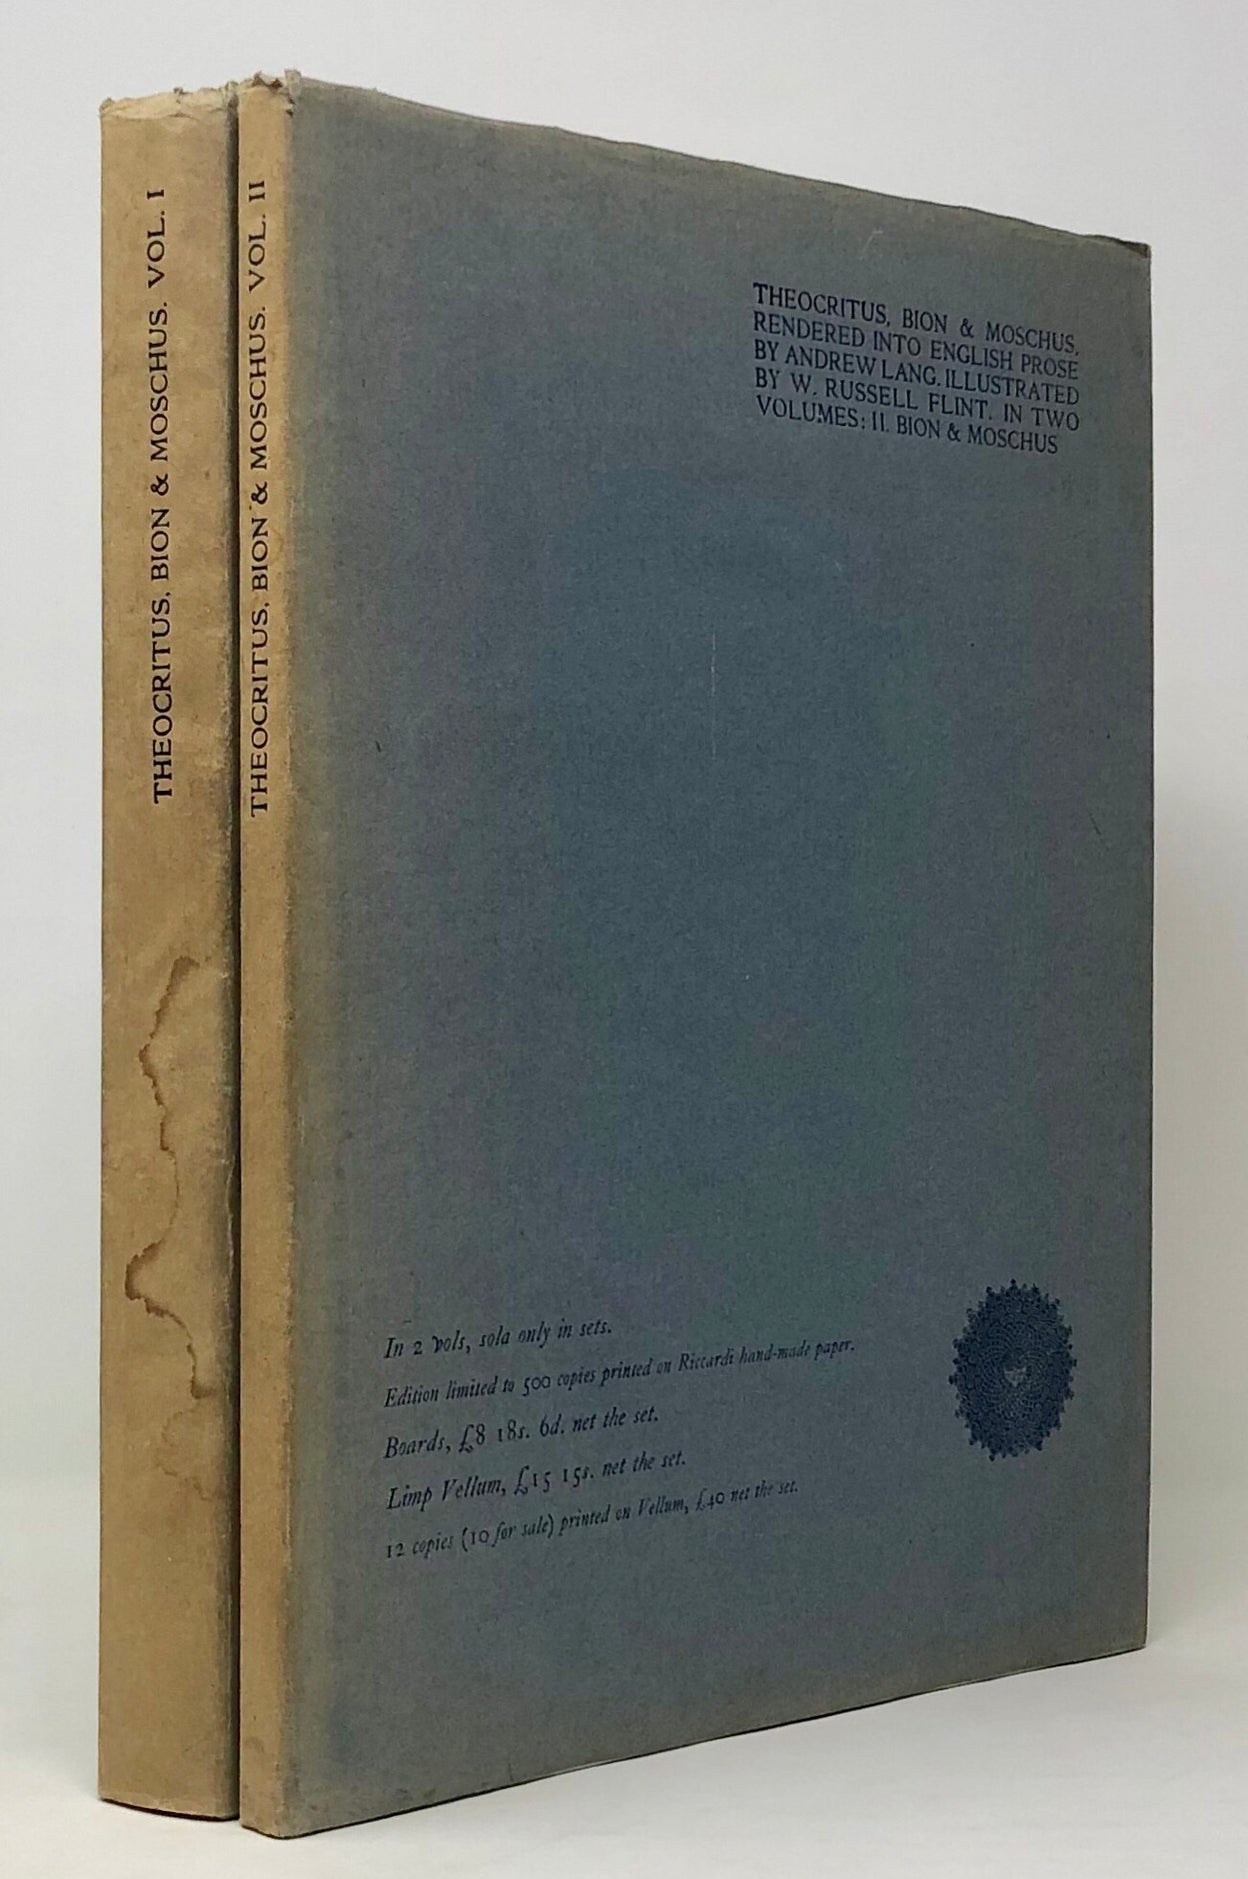 THEOCRITUS, BION & MOSCHUS. VOL. I
THEOCRITUS, BION & MOSCHUS. VOL. II
THEOCRITUS, BION & MOSCHUS,
RENDERED INTO ENGLISH PROSE
BY ANDREW LANG. ILLUSTRATED
BY W. RUSSELL FLINT. IN TWO
VOLUMES: II. BION & MOSCHUS
In 2 vols, sold only in sets.
Edition limited to 500 copies printed on Riccardi hand-made paper.
Boards, £8 18s. 6d. net the set.
Limp Vellum, £15 15s. net the set.
12 copies (10 for sale) printed on Vellum, £40 net the set.